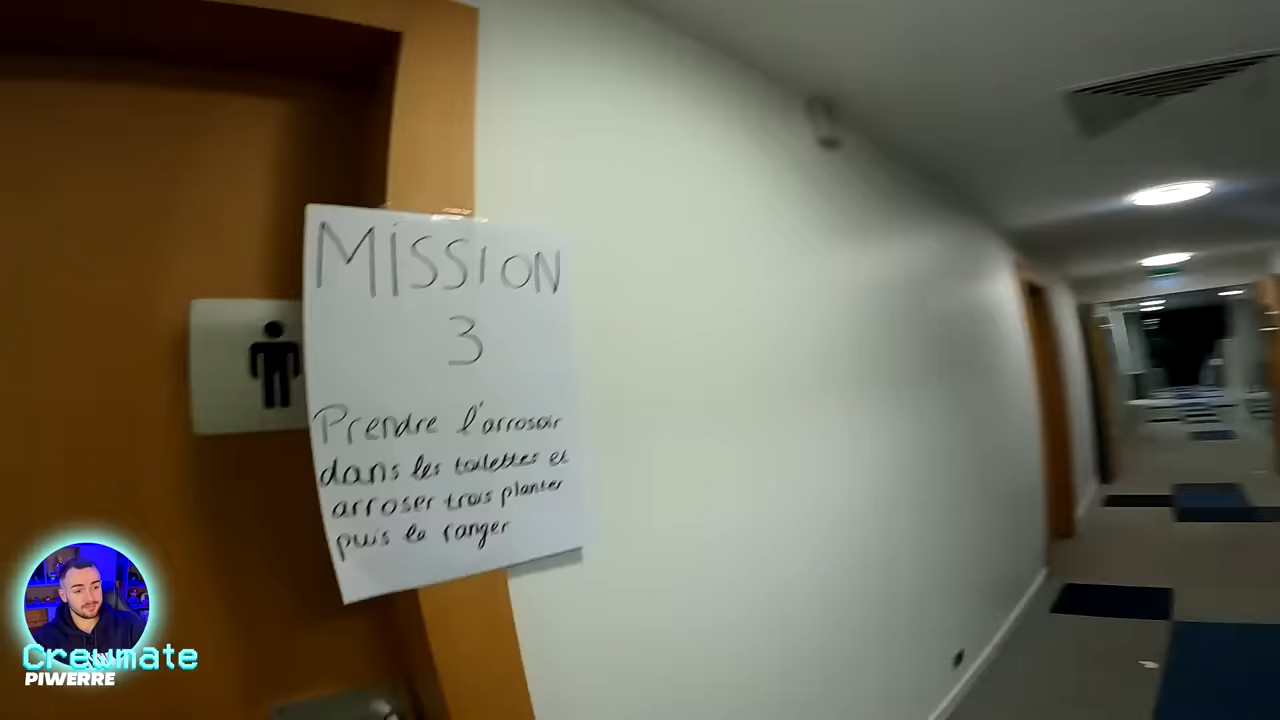 MISSION
3
Prendre l'arrosoir
dans les toilettes et
arroser trois plantes
puis le ranger
Crewmate
PIWERRE